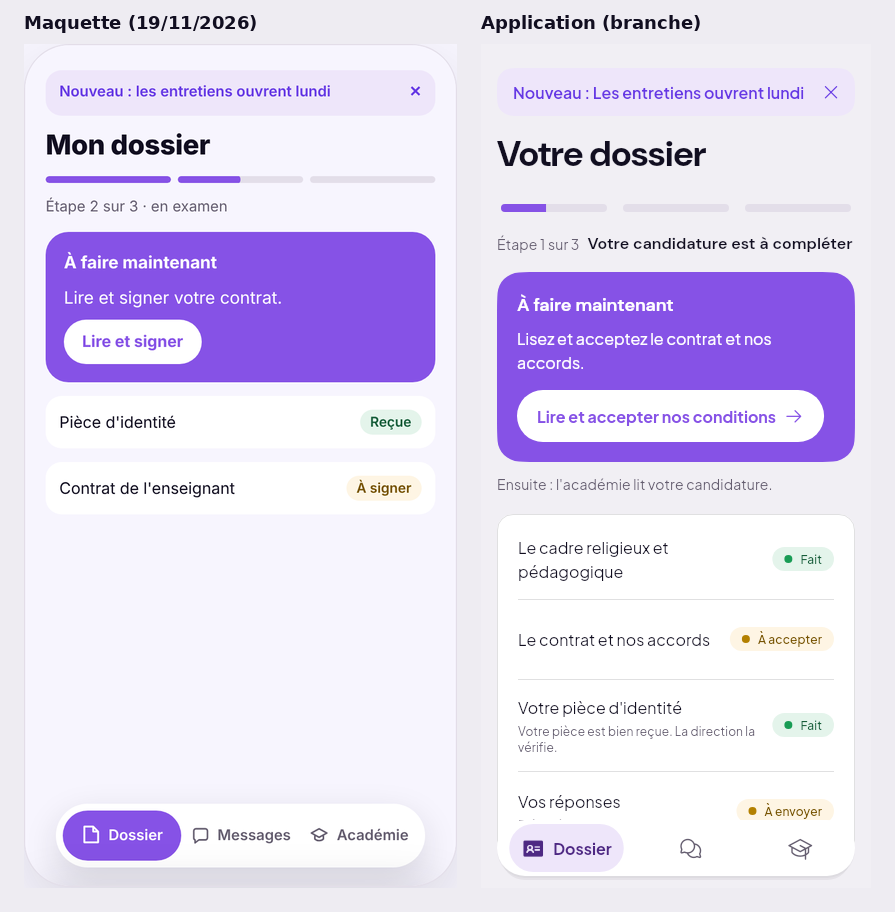 Maquette (19/11/2026)
Nouveau : les entretiens ouvrent lundi
Mon dossier
Étape 2 sur 3 · en examen
À faire maintenant
Lire et signer votre contrat.
Lire et signer
Pièce d'identité
Reçue
Contrat de l'enseignant
À signer
Dossier
Messages
Académie
Application (branche)
Nouveau : Les entretiens ouvrent lundi
Votre dossier
Étape 1 sur 3 Votre candidature est à compléter
À faire maintenant
Lisez et acceptez le contrat et nos
accords.
Lire et accepter nos conditions
Ensuite : l'académie lit votre candidature.
Le cadre religieux et
pédagogique
Fait
Le contrat et nos accords
À accepter
Votre pièce d'identité
Votre pièce est bien reçue. La direction la
vérifie.
Fait
Vos réponses
À envoyer
Dossier